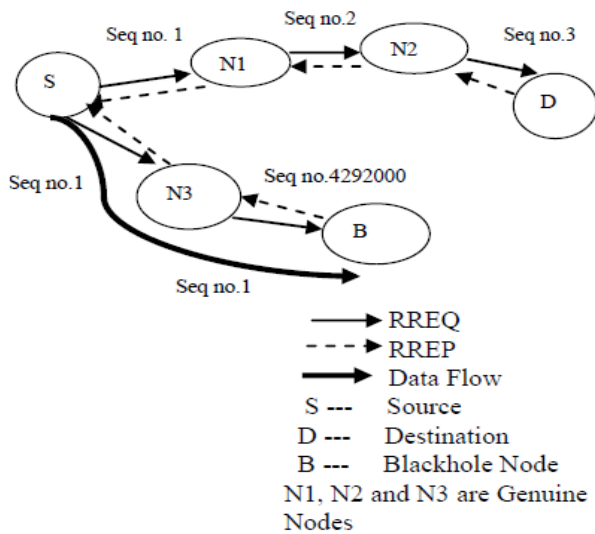 Seq no. 1
Seq no.2
Seq no.3
S
N1
N2
D
Seq no.1
N3
Seq no.4292000
B
Seq no.1
RREQ
RREP
Data Flow
S --- Source
D --- Destination
B --- Blackhole Node
N1, N2 and N3 are Genuine
Nodes